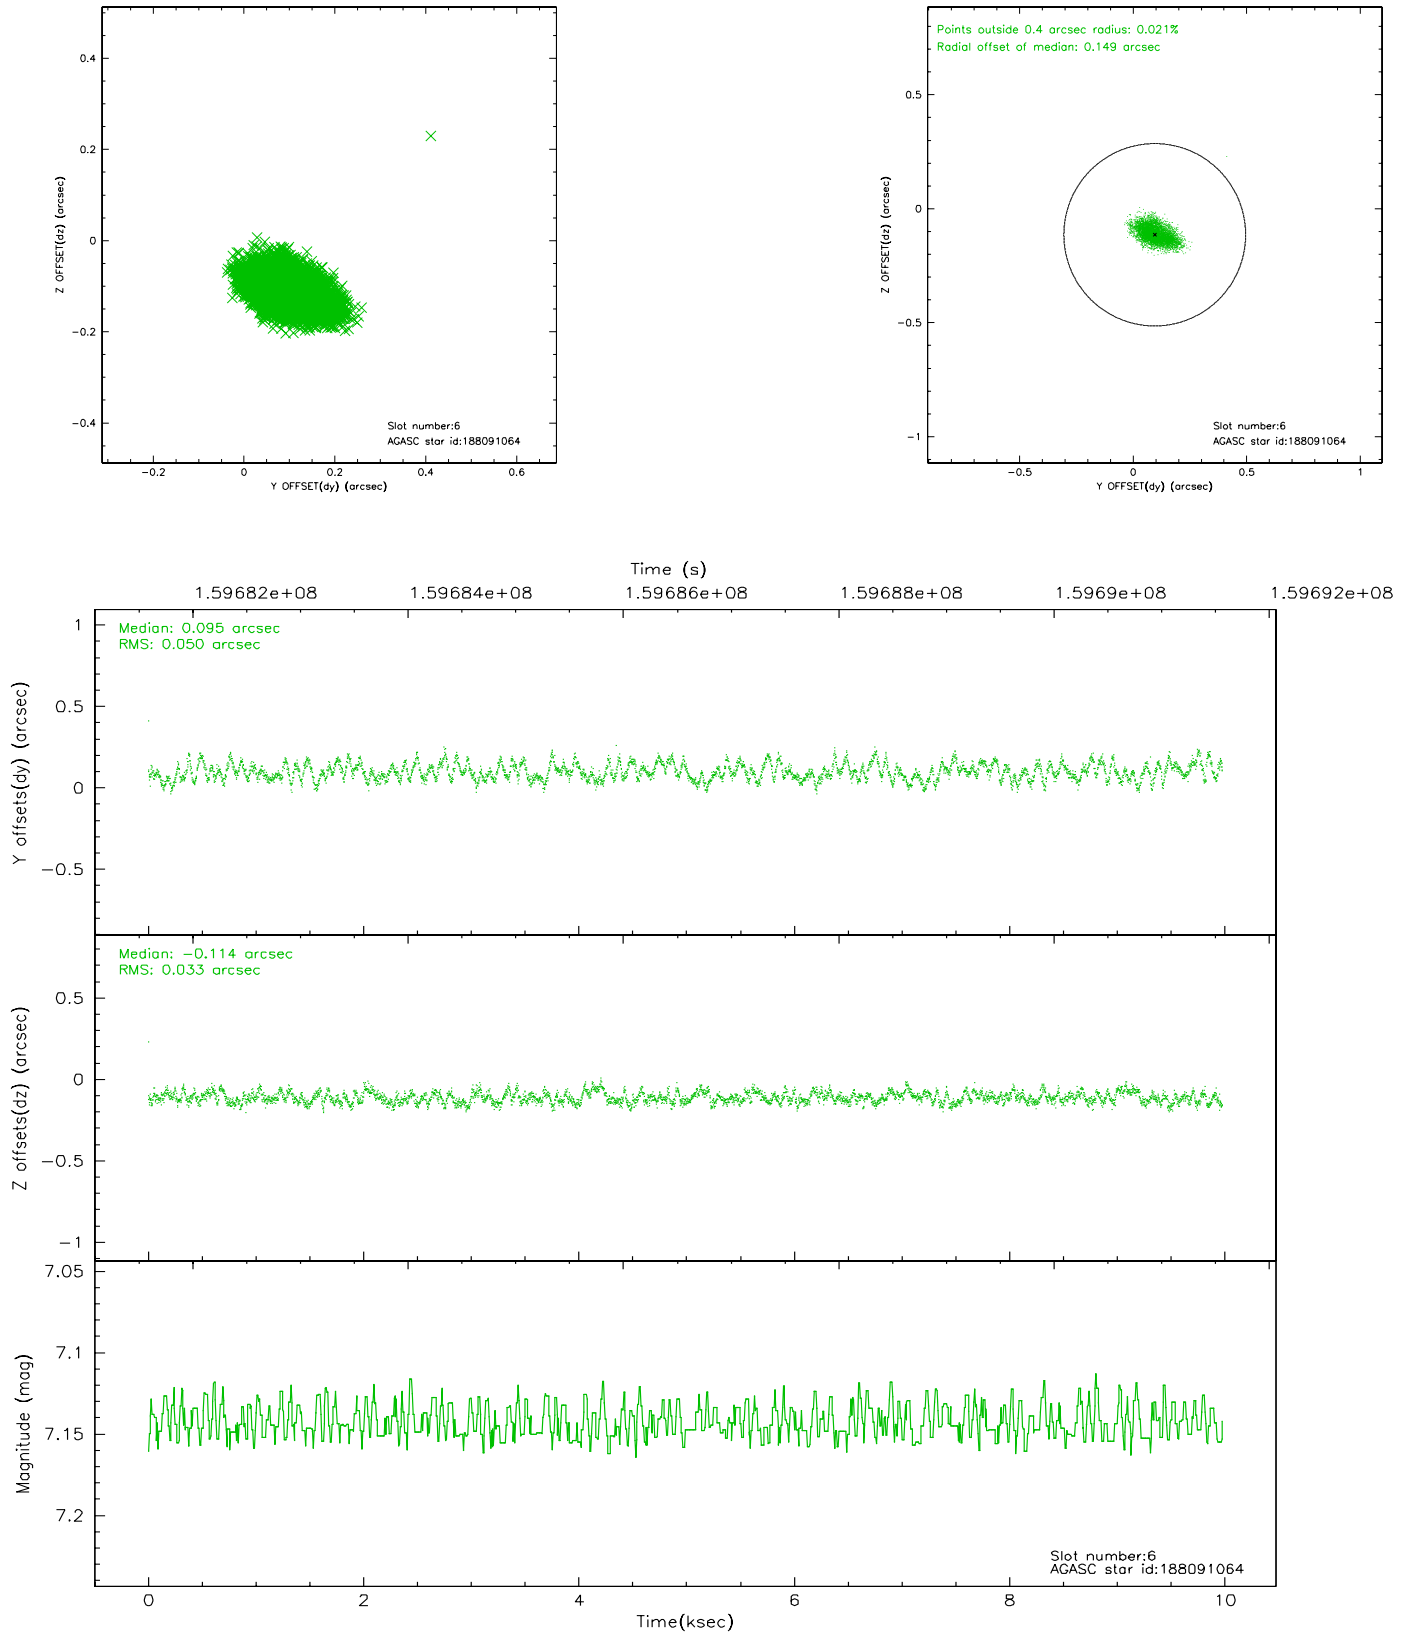 0.4
0.2
0
−0.2
−0.4
Z OFFSET(dz) (arcsec)
Slot number:6
AGASC star id:188091064
−0.2 0 0.2 0.4 0.6
Y OFFSET(dy) (arcsec)
Points outside 0.4 arcsec radius: 0.021%
Radial offset of median: 0.149 arcsec
0.5
0
−0.5
−1
Z OFFSET(dz) (arcsec)
Slot number:6
AGASC star id:188091064
−0.5 0 0.5 1
Y OFFSET(dy) (arcsec)
Time (s)
1.59682e+08 1.59684e+08 1.59686e+08 1.59688e+08 1.5969e+08 1.59692e+08
Median: 0.095 arcsec
RMS: 0.050 arcsec
1
0.5
0
−0.5
Y offsets(dy) (arcsec)
Median: −0.114 arcsec
RMS: 0.033 arcsec
0.5
0
−0.5
−1
Z offsets(dz) (arcsec)
7.05
7.1
7.15
7.2
Magnitude (mag)
Slot number:6
AGASC star id:188091064
0 2 4 6 8 10
Time(ksec)